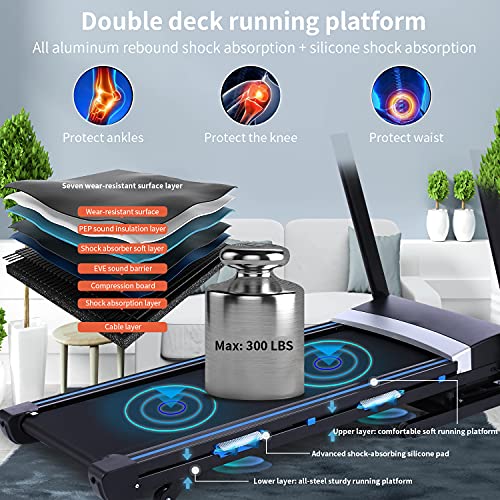 Double deck running platform
All aluminum rebound shock absorption + silicone shock absorption
Protect ankles
Protect the knee
Protect waist
Seven wear-resistant surface layer
Wear-resistant surface
PEP sound insulation layer
Shock absorber soft layer
EVE sound barrier
Compression board
Shock absorption layer
Cable layer
Max: 300 LBS
Upper layer: comfortable soft running platform
Advanced shock-absorbing silicone pad
Lower layer: all-steel sturdy running platform